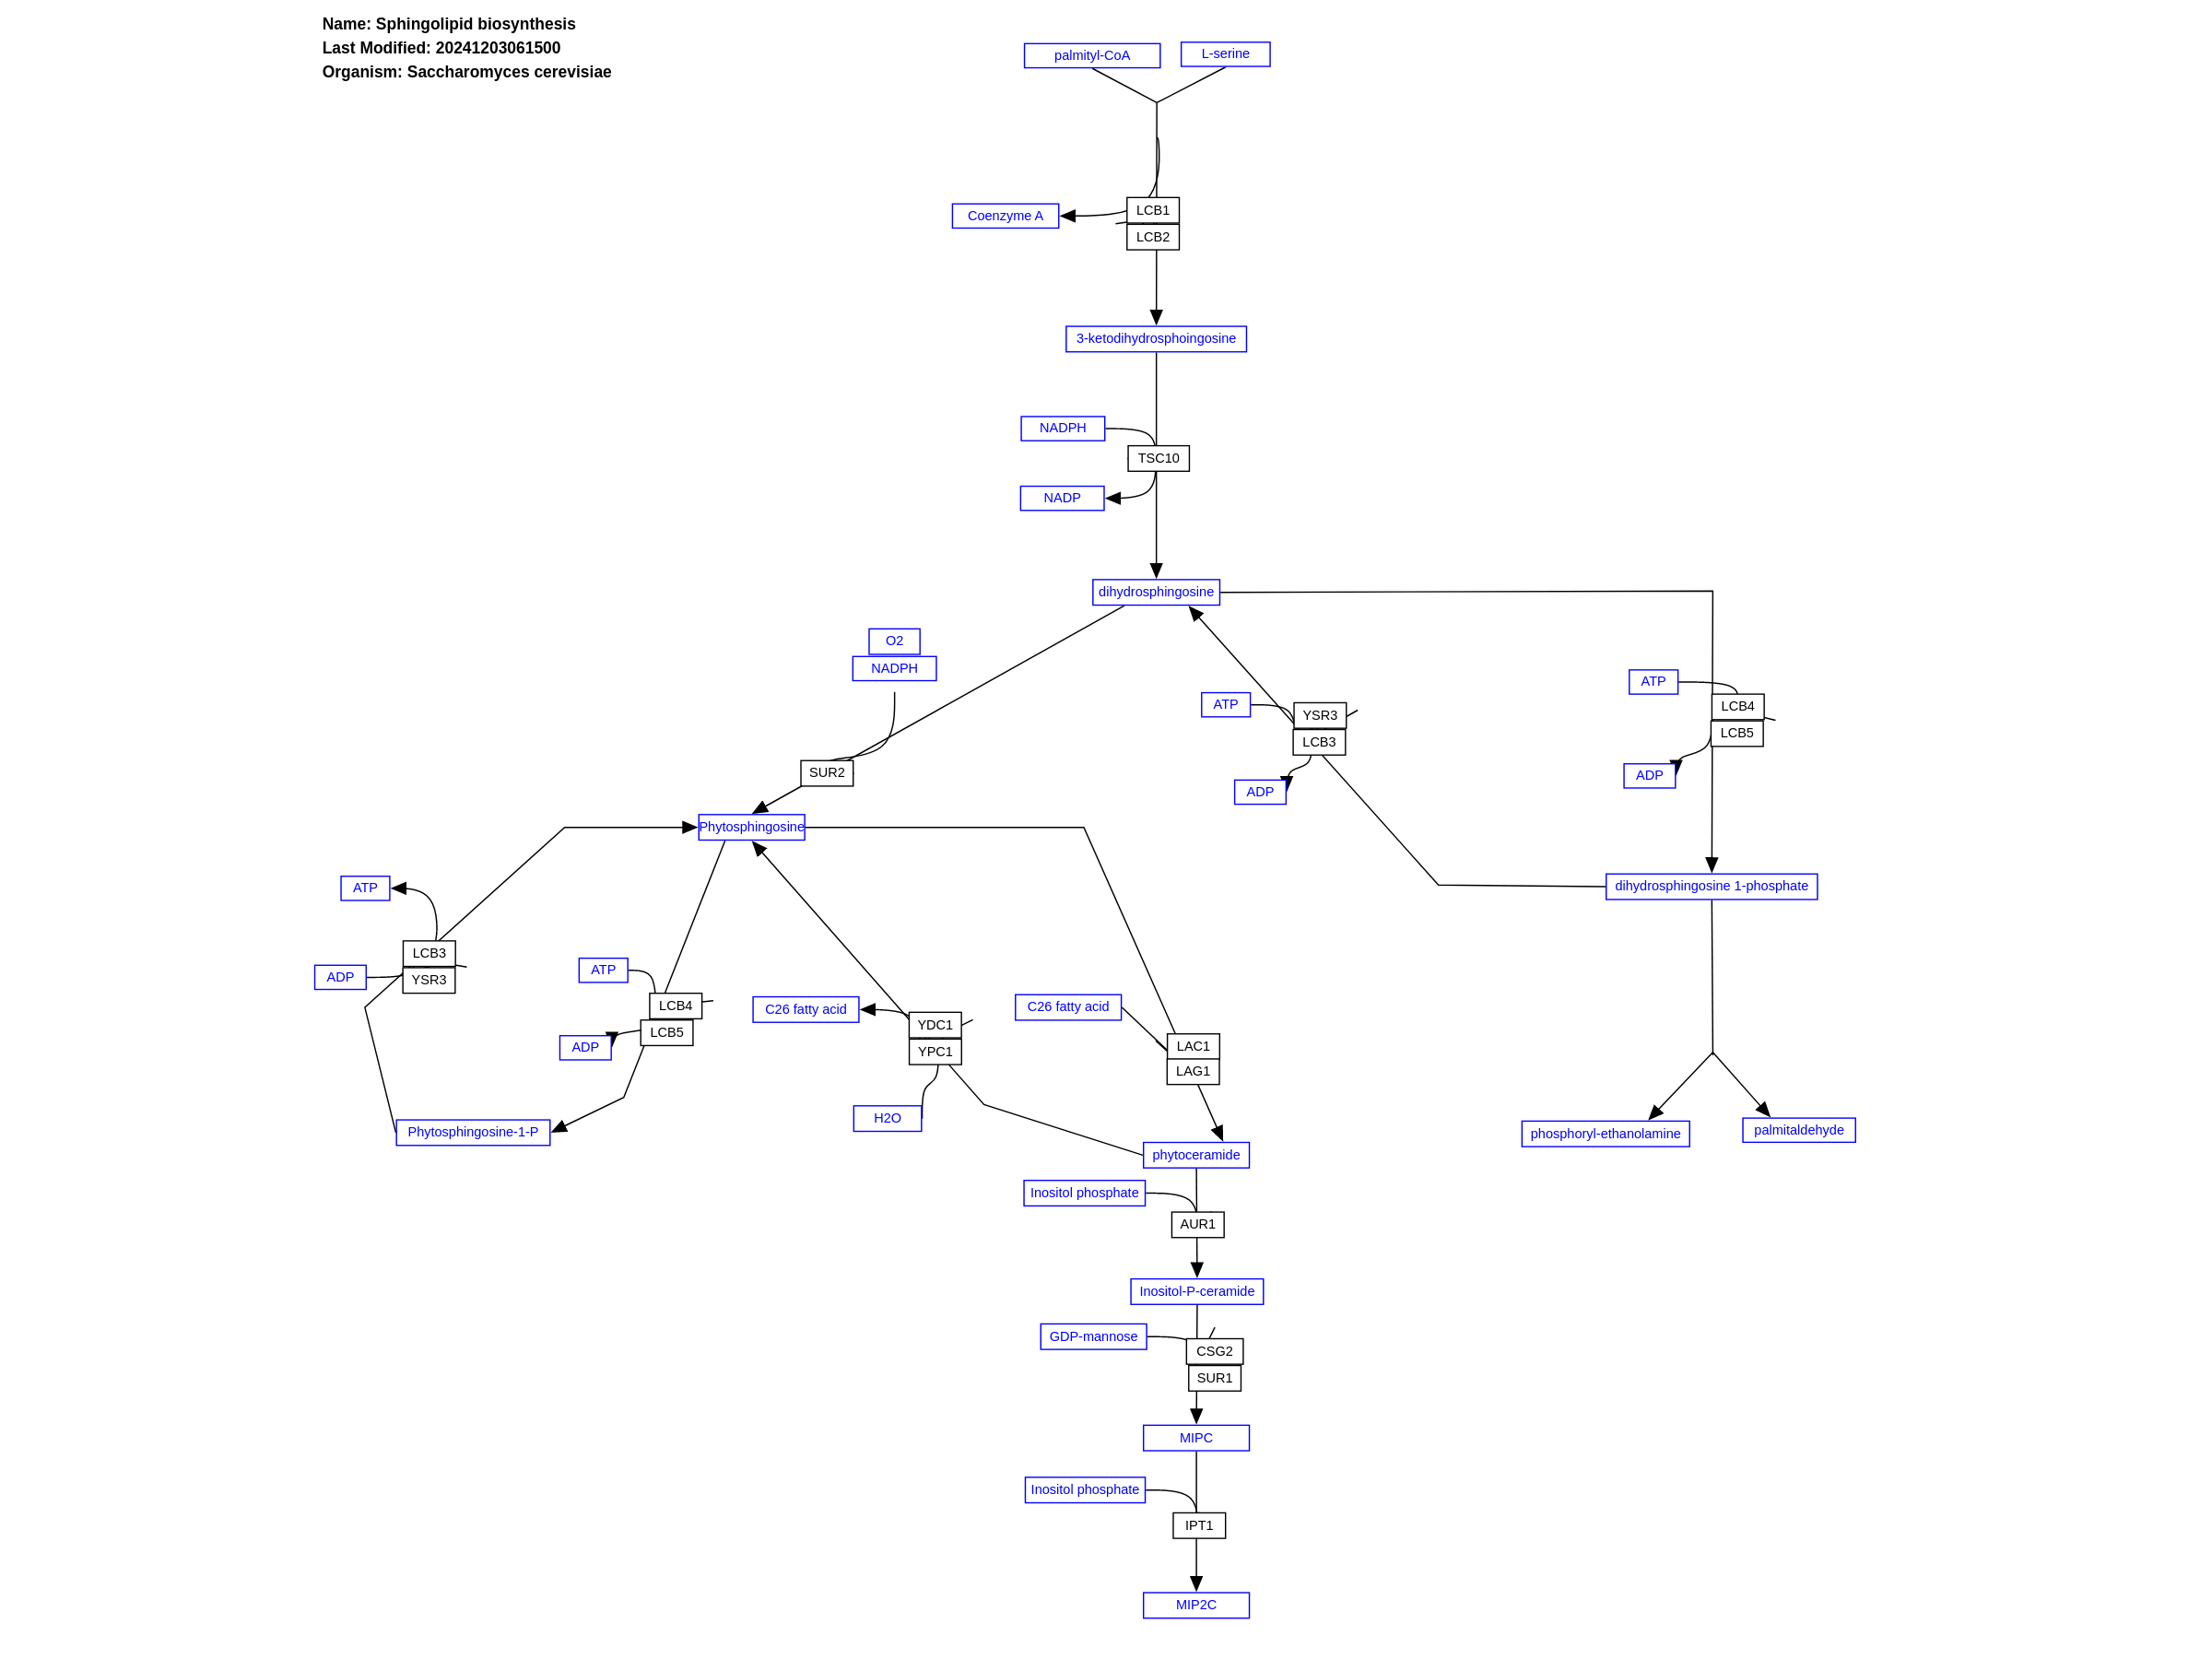 Name: Sphingolipid biosynthesis
Last Modified: 20241203061500
Organism: Saccharomyces cerevisiae
palmityl-CoA
L-serine
Coenzyme A
LCB1
LCB2
3-ketodihydrosphoingosine
NADPH
TSC10
NADP
dihydrosphingosine
O2
NADPH
SUR2
ATP
YSR3
LCB3
ADP
ATP
LCB4
LCB5
ADP
Phytosphingosine
dihydrosphingosine 1-phosphate
ATP
LCB3
YSR3
ADP
ATP
LCB4
LCB5
ADP
C26 fatty acid
YDC1
YPC1
H2O
C26 fatty acid
LAC1
LAG1
Phytosphingosine-1-P
phosphoryl-ethanolamine
palmitaldehyde
phytoceramide
Inositol phosphate
AUR1
Inositol-P-ceramide
GDP-mannose
CSG2
SUR1
MIPC
Inositol phosphate
IPT1
MIP2C